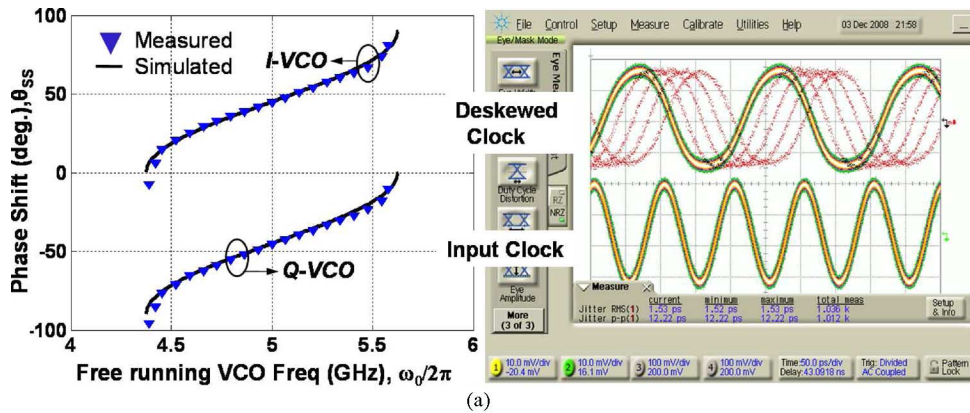 Phase Shift (deg.),θss
100
50
0
-50
-100
Measured
Simulated
I-VCO
Q-VCO
4
4.5
5
5.5
6
Free running VCO Freq (GHz), ω0/2π
File Control Setup Measure Calibrate Utilities Help 03 Dec 2008 21:58
Eye/Mask Mode
Deskewed
Clock
Duty Cycle
Distortion
RZ
NRZ
Input Clock
Eye
Amplitude
More
(3 of 3)
Measure
current minimum maximum total meas
Jitter RMS(1) 1.53 ps 1.52 ps 1.53 ps 1.036 k
Jitter p-p(1) 12.22 ps 12.22 ps 12.22 ps 1.012 k
Setup
& Info
1 10.0 mV/div
-20.4 mV
2 10.0 mV/div
16.1 mV
3 100 mV/div
200.0 mV
4 100 mV/div
200.0 mV
Time:50.0 ps/div
Delay:43.0918 ns
Trig: Divided
AC Coupled
Pattern
Lock
(a)